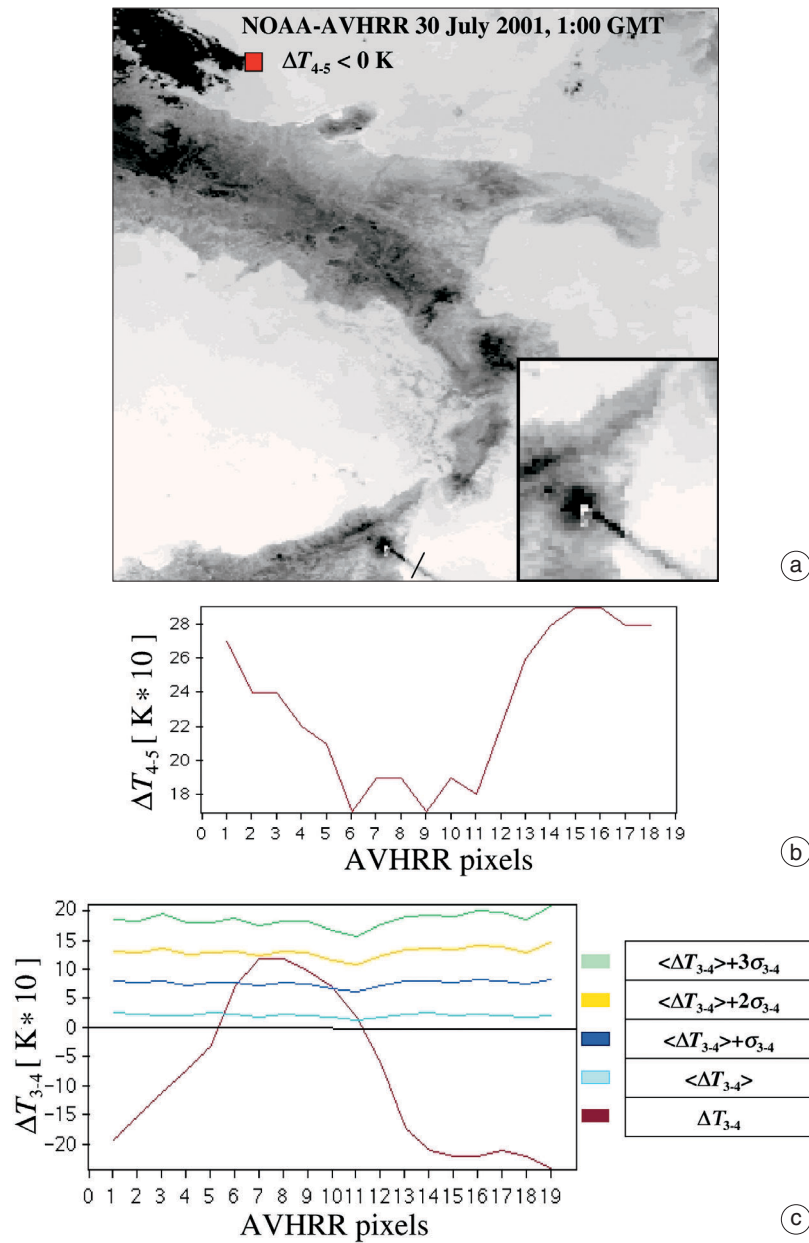 NOAA-AVHRR 30 July 2001, 1:00 GMT
ΔT4-5 < 0 K
a
ΔT4-5 [ K * 10]
28
26
24
22
20
18
0 1 2 3 4 5 6 7 8 9 10 11 12 13 14 15 16 17 18 19
AVHRR pixels
b
ΔT3-4 [ K * 10]
20
15
10
5
0
−5
−10
−15
−20
0 1 2 3 4 5 6 7 8 9 10 11 12 13 14 15 16 17 18 19
AVHRR pixels
<ΔT3-4>+3σ3-4
<ΔT3-4>+2σ3-4
<ΔT3-4>+σ3-4
<ΔT3-4>
ΔT3-4
c